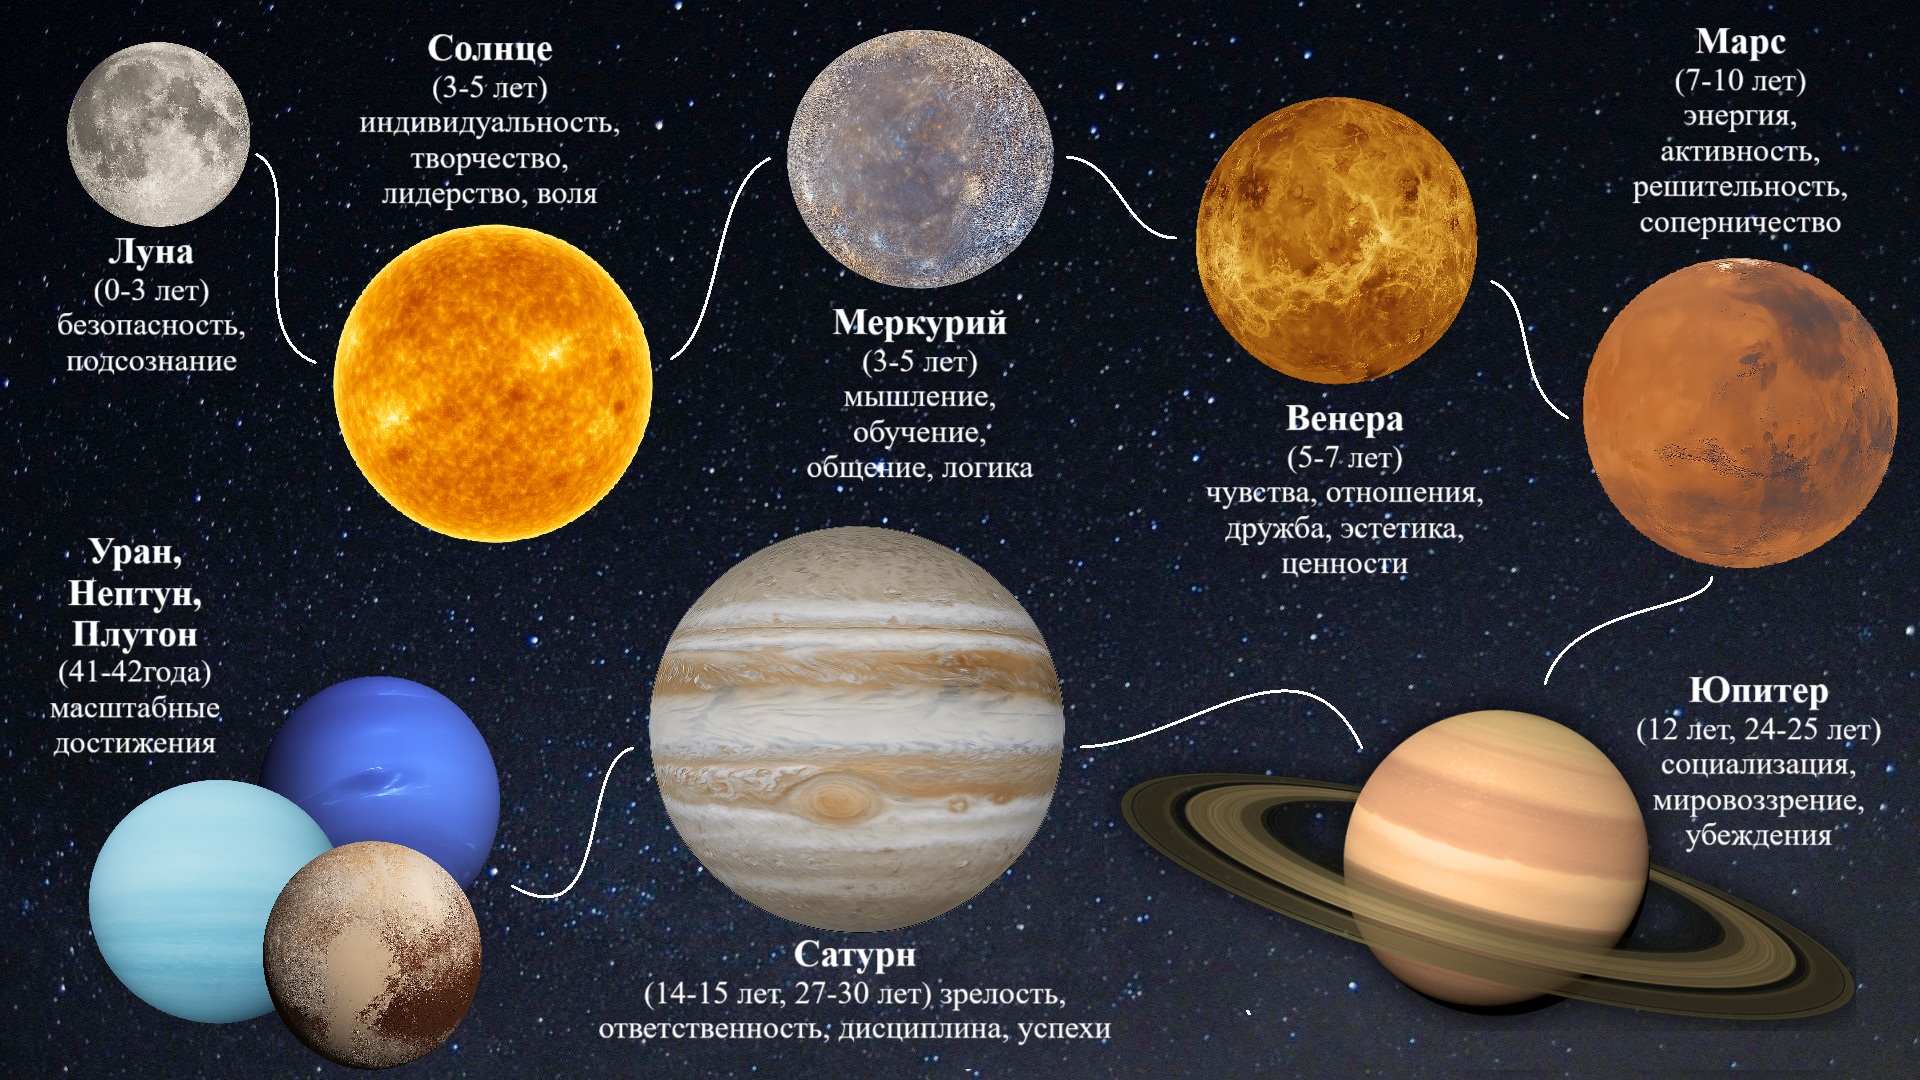 Луна
(0-3 лет)
безопасность,
подсознание
Солнце
(3-5 лет)
индивидуальность,
творчество,
лидерство, воля
Меркурий
(3-5 лет)
мышление,
обучение,
общение, логика
Венера
(5-7 лет)
чувства, отношения,
дружба, эстетика,
ценности
Марс
(7-10 лет)
энергия,
активность,
решительность,
соперничество
Юпитер
(12 лет, 24-25 лет)
социализация,
мировоззрение,
убеждения
Сатурн
(14-15 лет, 27-30 лет) зрелость,
ответственность, дисциплина, успехи
Уран,
Нептун,
Плутон
(41-42года)
масштабные
достижения